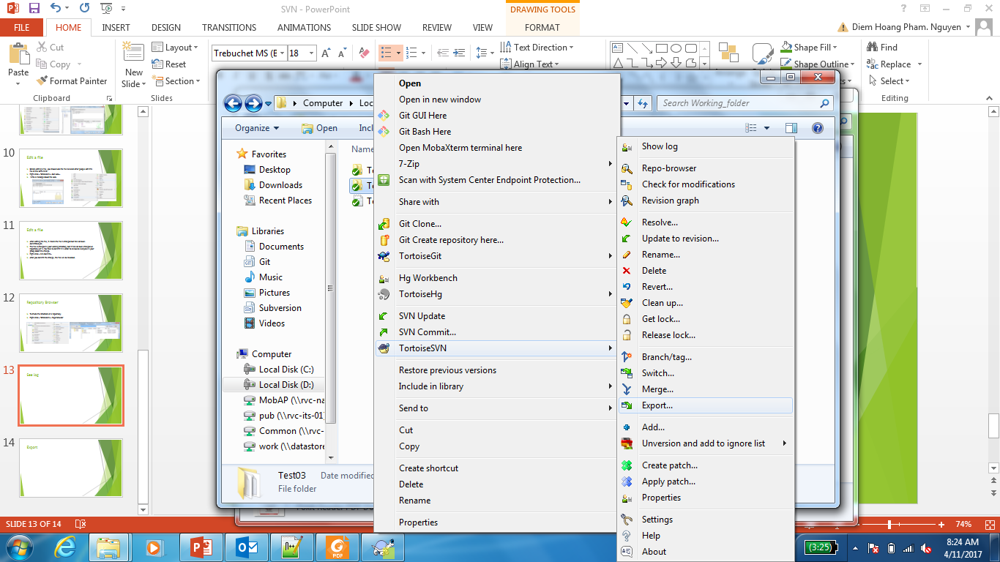 SVN - PowerPoint
DRAWING TOOLS
FILE
HOME
INSERT
DESIGN
TRANSITIONS
ANIMATIONS
SLIDE SHOW
REVIEW
VIEW
FORMAT
Diem Hoang Pham. Nguyen
Paste
Cut
Copy
Format Painter
Clipboard
New
Slide
Layout
Reset
Section
Slides
Trebuchet MS (E
18
Text Direction
Align Text
Shape Fill
Shape Outline
Find
Replace
Select
Editing
10
Edit a file
11
Edit a file
12
Repository Browser
13
See log
14
Export
Computer
Loc
Search Working_folder
Organize
Open
Incl
Name
Favorites
Desktop
Downloads
Recent Places
Libraries
Documents
Git
Music
Pictures
Subversion
Videos
Computer
Local Disk (C:)
Local Disk (D:)
MobAP (\\rvc-na
pub (\\rvc-its-01
Common (\\rvc-
work (\\datastore
Te
Te
Te
Test03
Date modified
File folder
Open
Open in new window
Git GUI Here
Git Bash Here
Open MobaXterm terminal here
7-Zip
Scan with System Center Endpoint Protection...
Share with
Git Clone...
Git Create repository here...
TortoiseGit
Hg Workbench
TortoiseHg
SVN Update
SVN Commit...
TortoiseSVN
Restore previous versions
Include in library
Send to
Cut
Copy
Create shortcut
Delete
Rename
Properties
Show log
Repo-browser
Check for modifications
Revision graph
Resolve...
Update to revision...
Rename...
Delete
Revert...
Clean up...
Get lock...
Release lock...
Branch/tag...
Switch...
Merge...
Export...
Add...
Unversion and add to ignore list
Create patch...
Apply patch...
Properties
Settings
Help
About
SLIDE 13 OF 14
74%
(3:25)
8:24 AM
4/11/2017